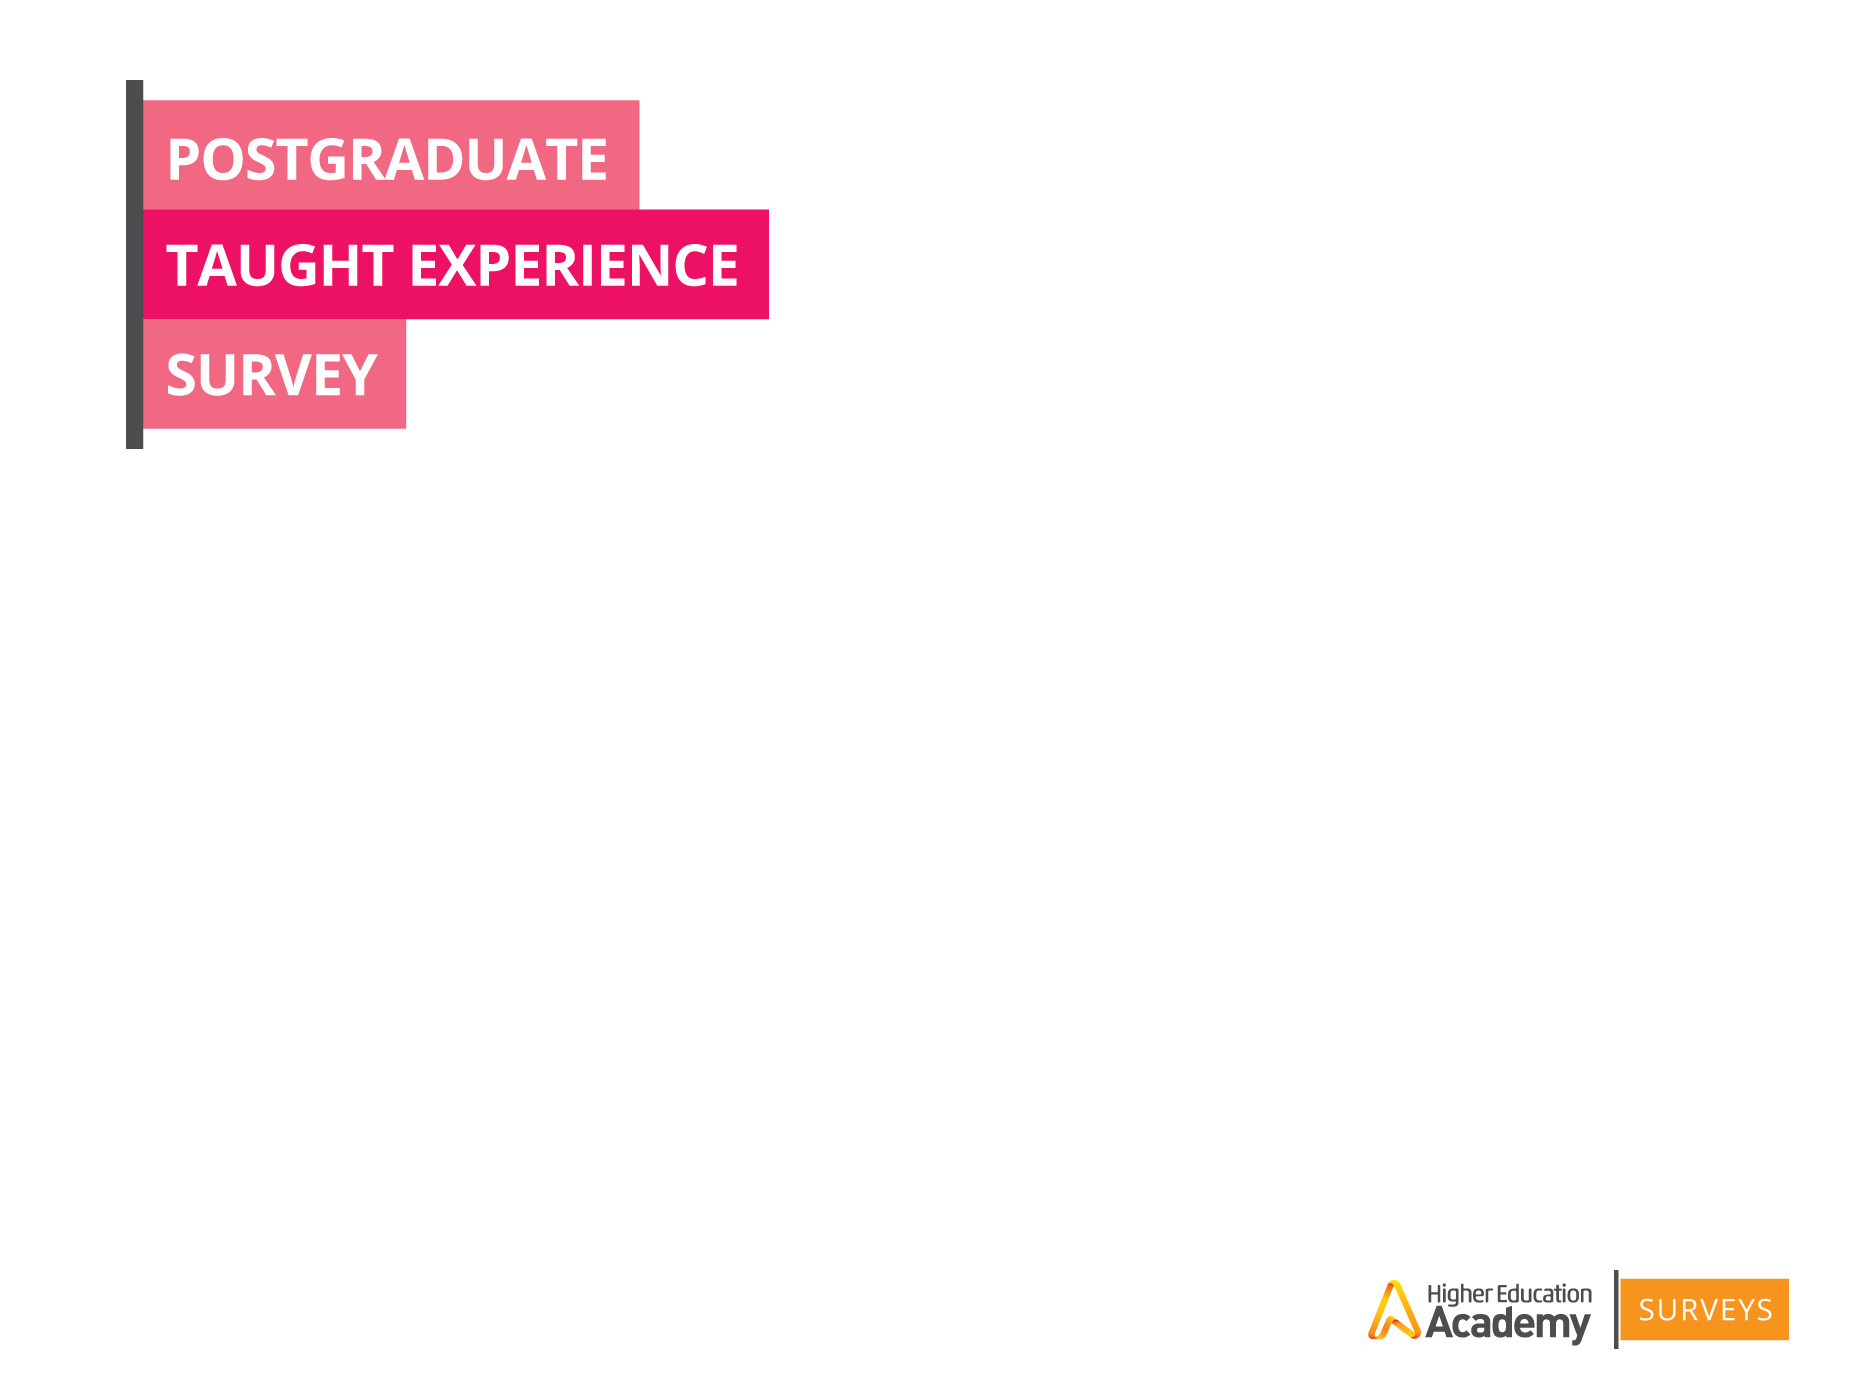 POSTGRADUATE
TAUGHT EXPERIENCE
SURVEY
Higher Education
Academy
SURVEYS